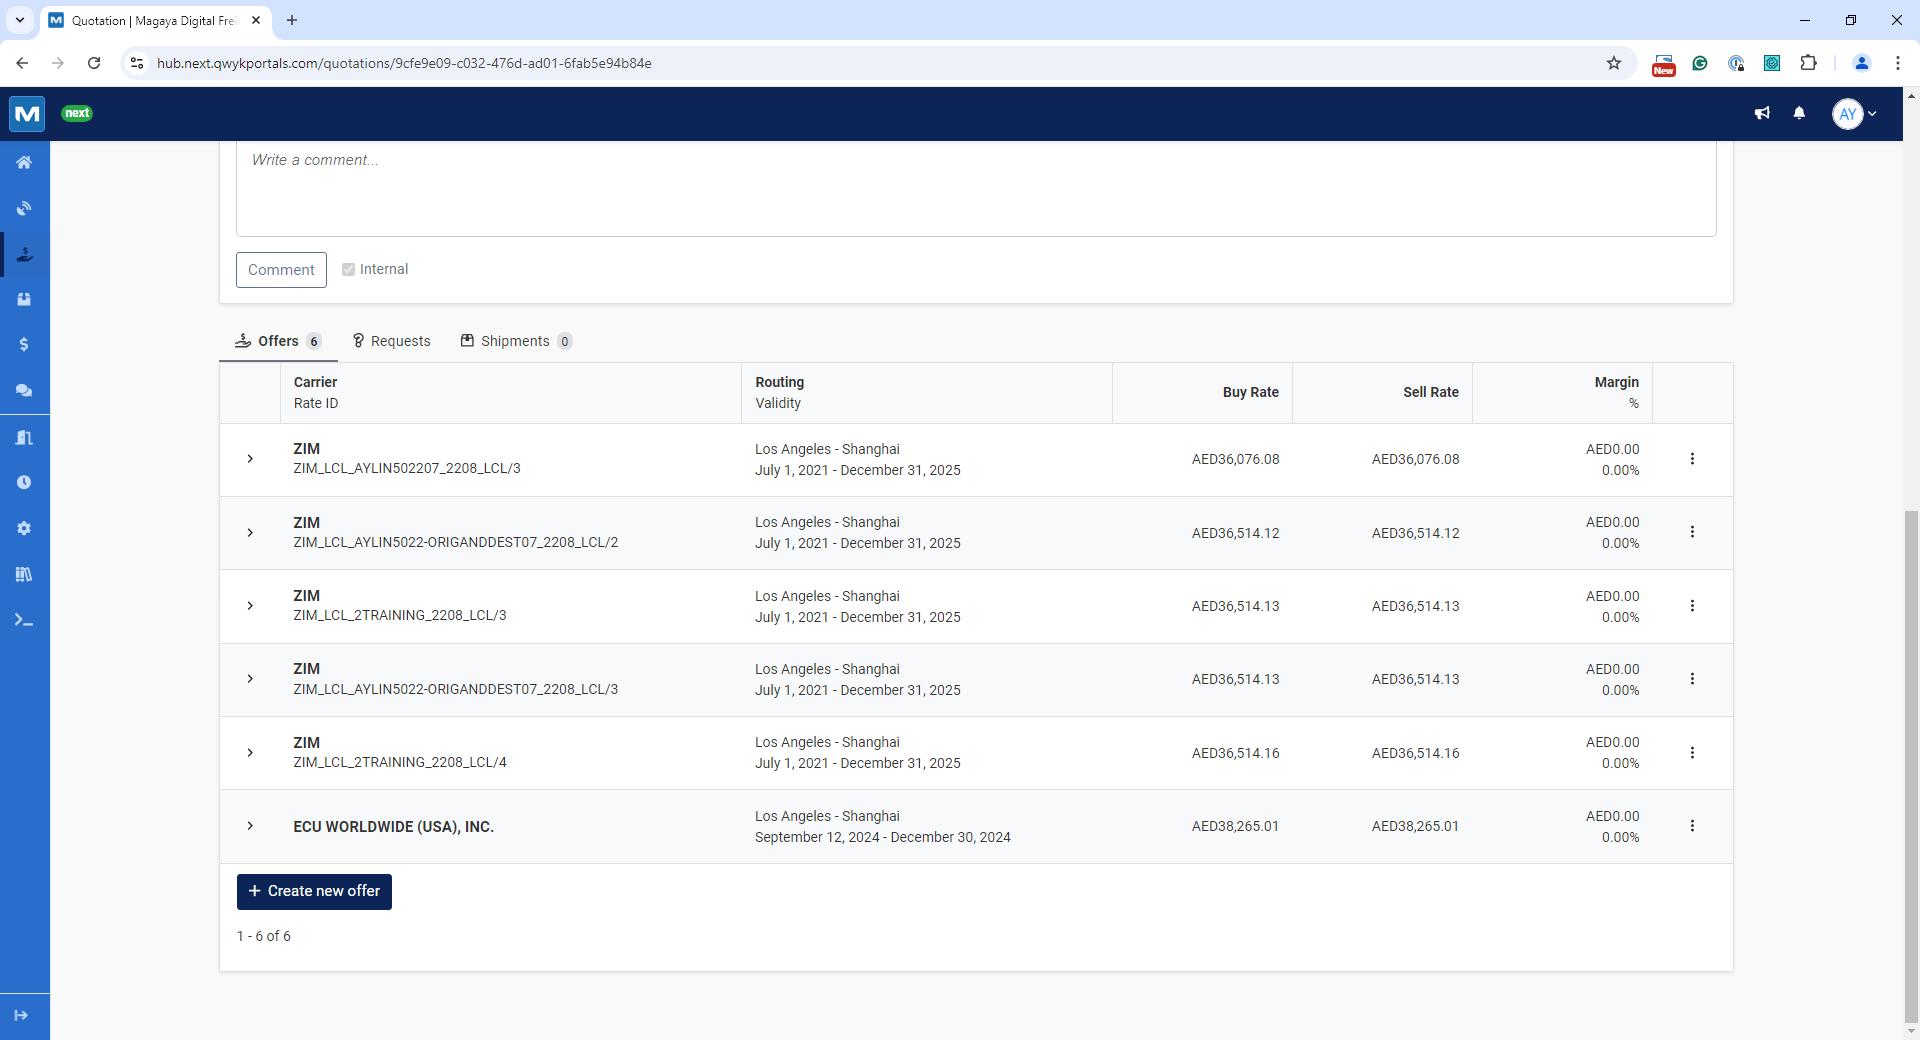 Quotation | Magaya Digital Frei
hub.next.qwykportals.com/quotations/9cfe9e09-c032-476d-ad01-6fab5e94b84e
New
M
next
AY
Write a comment...
Comment
Internal
Offers 6
Requests
Shipments 0
Carrier
Rate ID
Routing
Validity
Buy Rate
Sell Rate
Margin
%
ZIM
ZIM_LCL_AYLIN502207_2208_LCL/3
Los Angeles - Shanghai
July 1, 2021 - December 31, 2025
AED36,076.08
AED36,076.08
AED0.00
0.00%
ZIM
ZIM_LCL_AYLIN5022-ORIGANDDEST07_2208_LCL/2
Los Angeles - Shanghai
July 1, 2021 - December 31, 2025
AED36,514.12
AED36,514.12
AED0.00
0.00%
ZIM
ZIM_LCL_2TRAINING_2208_LCL/3
Los Angeles - Shanghai
July 1, 2021 - December 31, 2025
AED36,514.13
AED36,514.13
AED0.00
0.00%
ZIM
ZIM_LCL_AYLIN5022-ORIGANDDEST07_2208_LCL/3
Los Angeles - Shanghai
July 1, 2021 - December 31, 2025
AED36,514.13
AED36,514.13
AED0.00
0.00%
ZIM
ZIM_LCL_2TRAINING_2208_LCL/4
Los Angeles - Shanghai
July 1, 2021 - December 31, 2025
AED36,514.16
AED36,514.16
AED0.00
0.00%
ECU WORLDWIDE (USA), INC.
Los Angeles - Shanghai
September 12, 2024 - December 30, 2024
AED38,265.01
AED38,265.01
AED0.00
0.00%
+ Create new offer
1 - 6 of 6